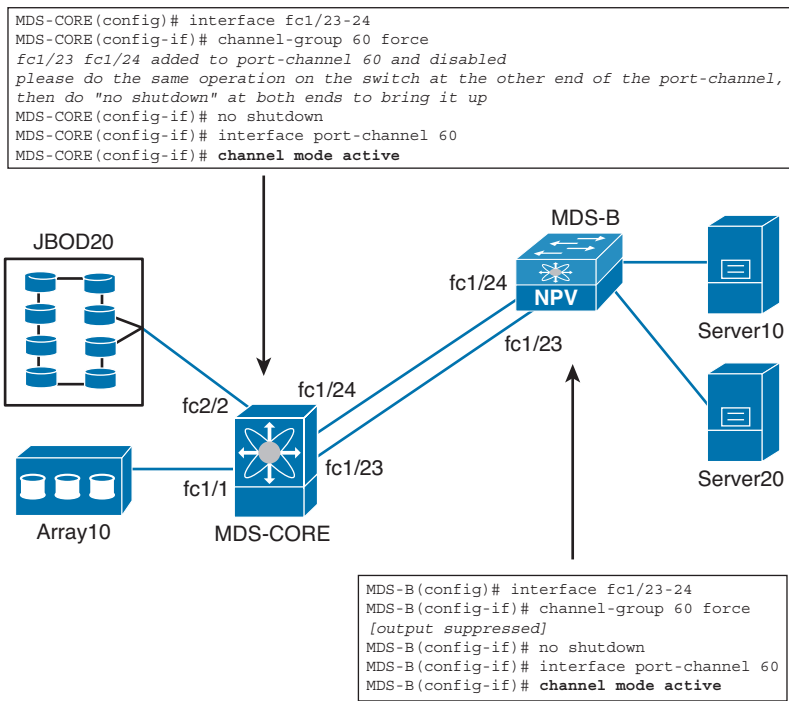 MDS-CORE(config)# interface fc1/23-24
MDS-CORE(config-if)# channel-group 60 force
fc1/23 fc1/24 added to port-channel 60 and disabled
please do the same operation on the switch at the other end of the port-channel,
then do "no shutdown" at both ends to bring it up
MDS-CORE(config-if)# no shutdown
MDS-CORE(config-if)# interface port-channel 60
MDS-CORE(config-if)# channel mode active
MDS-B
JBOD20
fc1/24
NPV
Server10
fc1/23
fc1/24
fc2/2
fc1/23
Server20
fc1/1
Array10
MDS-CORE
MDS-B(config)# interface fc1/23-24
MDS-B(config-if)# channel-group 60 force
[output suppressed]
MDS-B(config-if)# no shutdown
MDS-B(config-if)# interface port-channel 60
MDS-B(config-if)# channel mode active